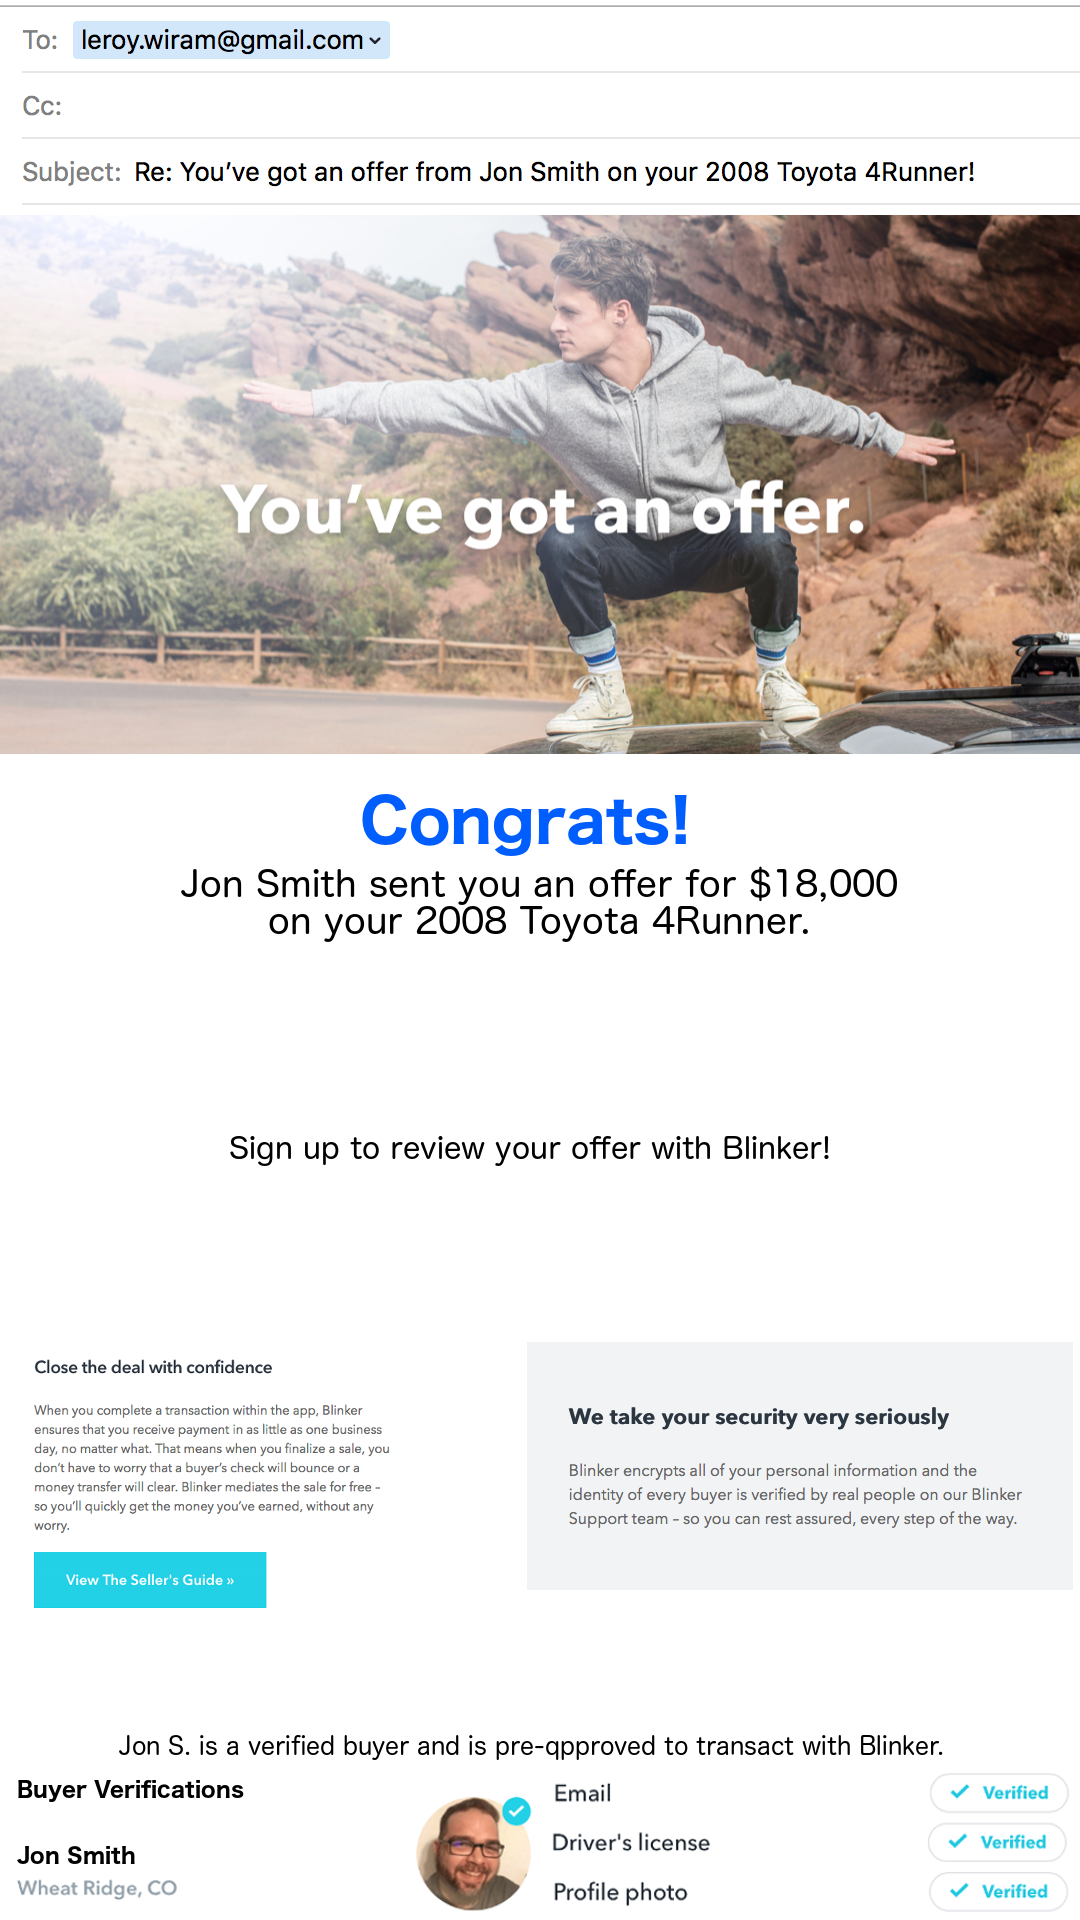 To: leroy.wiram@gmail.com
Cc:
Subject: Re: You’ve got an offer from Jon Smith on your 2008 Toyota 4Runner!
You’ve got an offer.
Congrats!
Jon Smith sent you an offer for $18,000
on your 2008 Toyota 4Runner.
Sign up to review your offer with Blinker!
Close the deal with confidence
When you complete a transaction within the app, Blinker
ensures that you receive payment in as little as one business
day, no matter what. That means when you finalize a sale, you
don’t have to worry that a buyer’s check will bounce or a
money transfer will clear. Blinker mediates the sale for free –
so you’ll quickly get the money you’ve earned, without any
worry.
View The Seller's Guide »
We take your security very seriously
Blinker encrypts all of your personal information and the
identity of every buyer is verified by real people on our Blinker
Support team – so you can rest assured, every step of the way.
Jon S. is a verified buyer and is pre-qpproved to transact with Blinker.
Buyer Verifications
Jon Smith
Wheat Ridge, CO
Email Verified
Driver's license Verified
Profile photo Verified